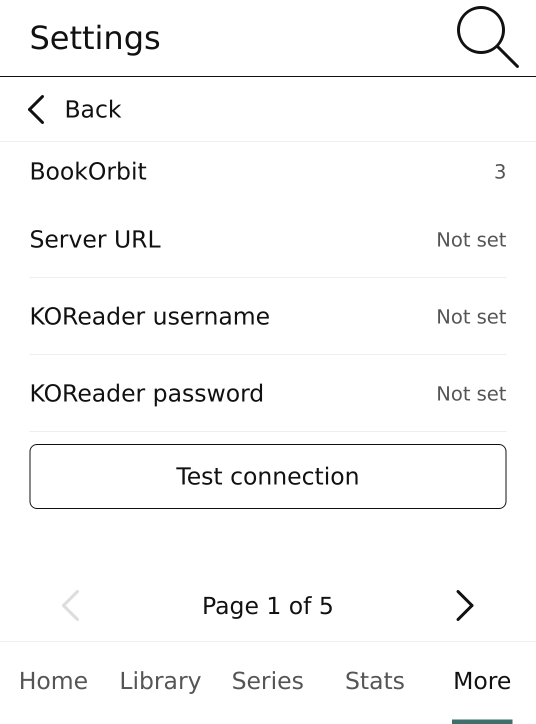 Settings
Back
BookOrbit 3
Server URL Not set
KOReader username Not set
KOReader password Not set
Test connection
Page 1 of 5
Home Library Series Stats More